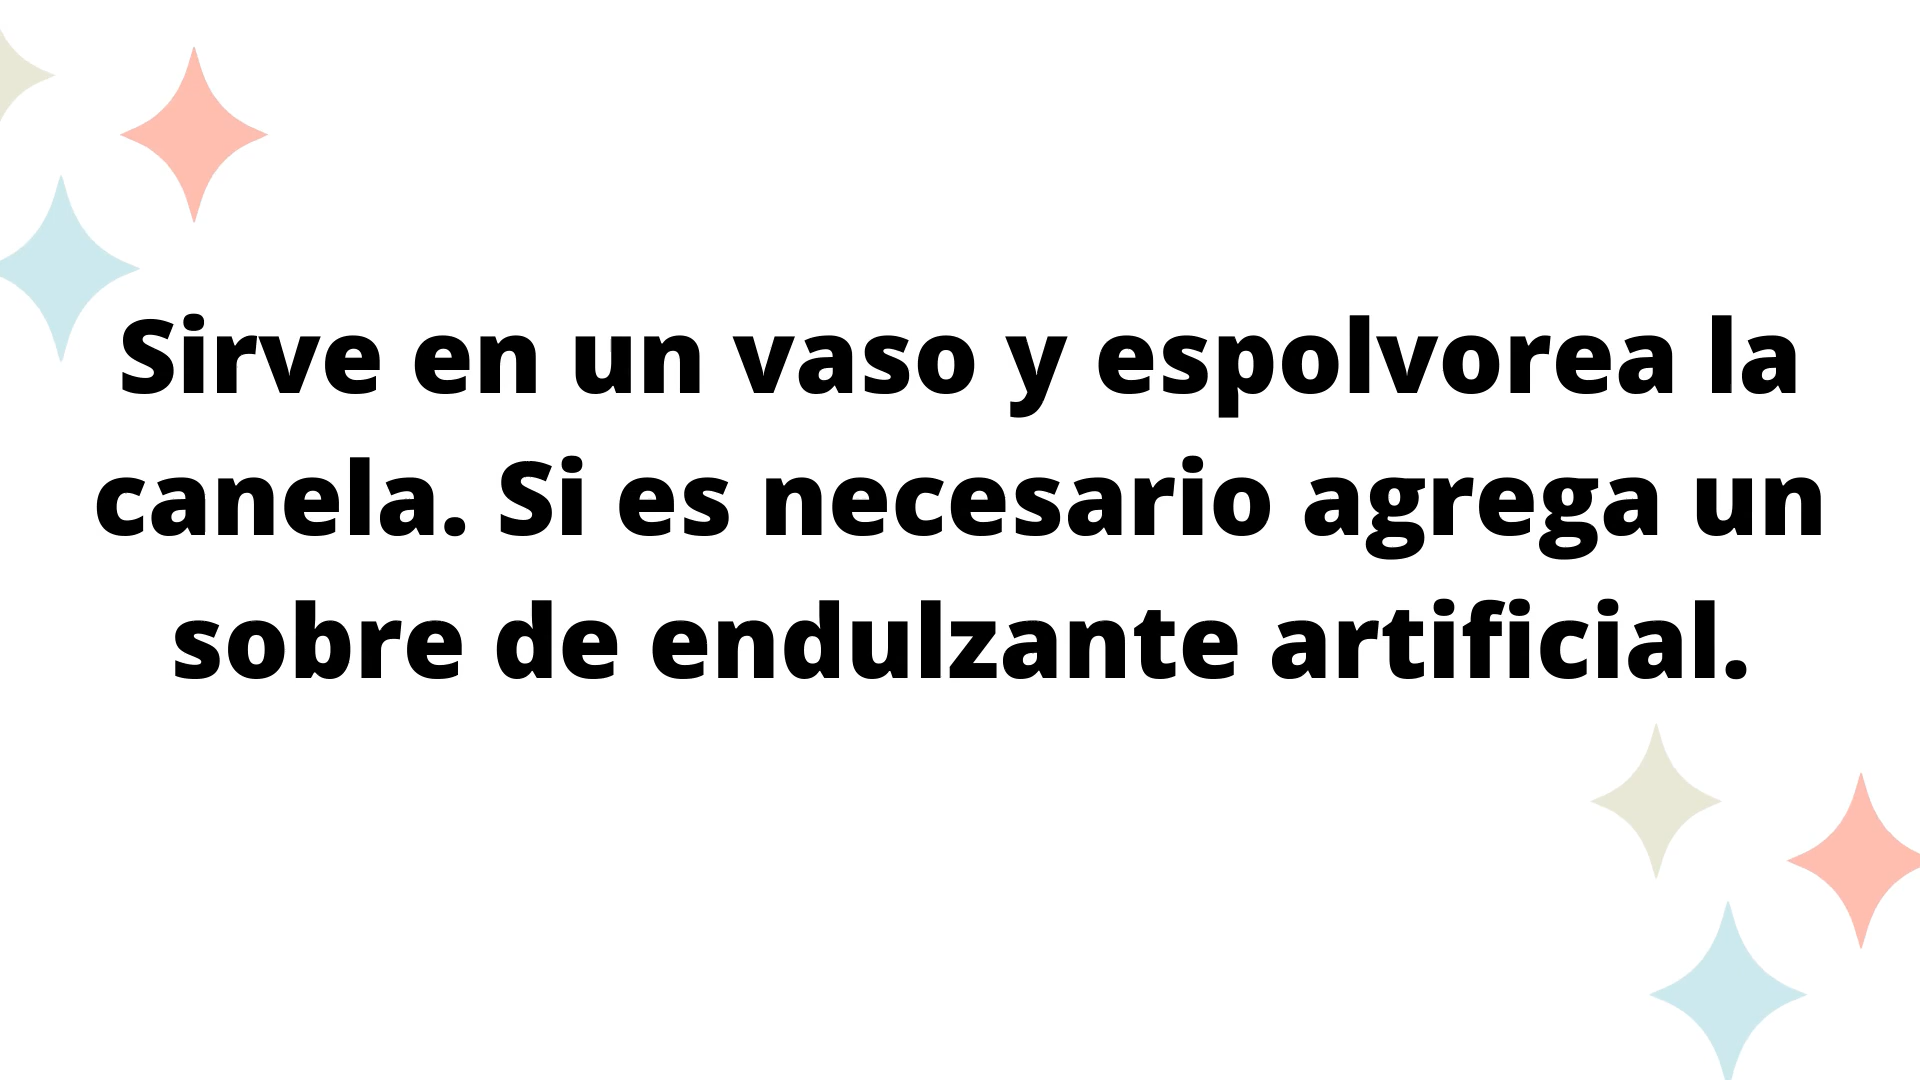 Sirve en un vaso y espolvorea la
canela. Si es necesario agrega un
sobre de endulzante artificial.